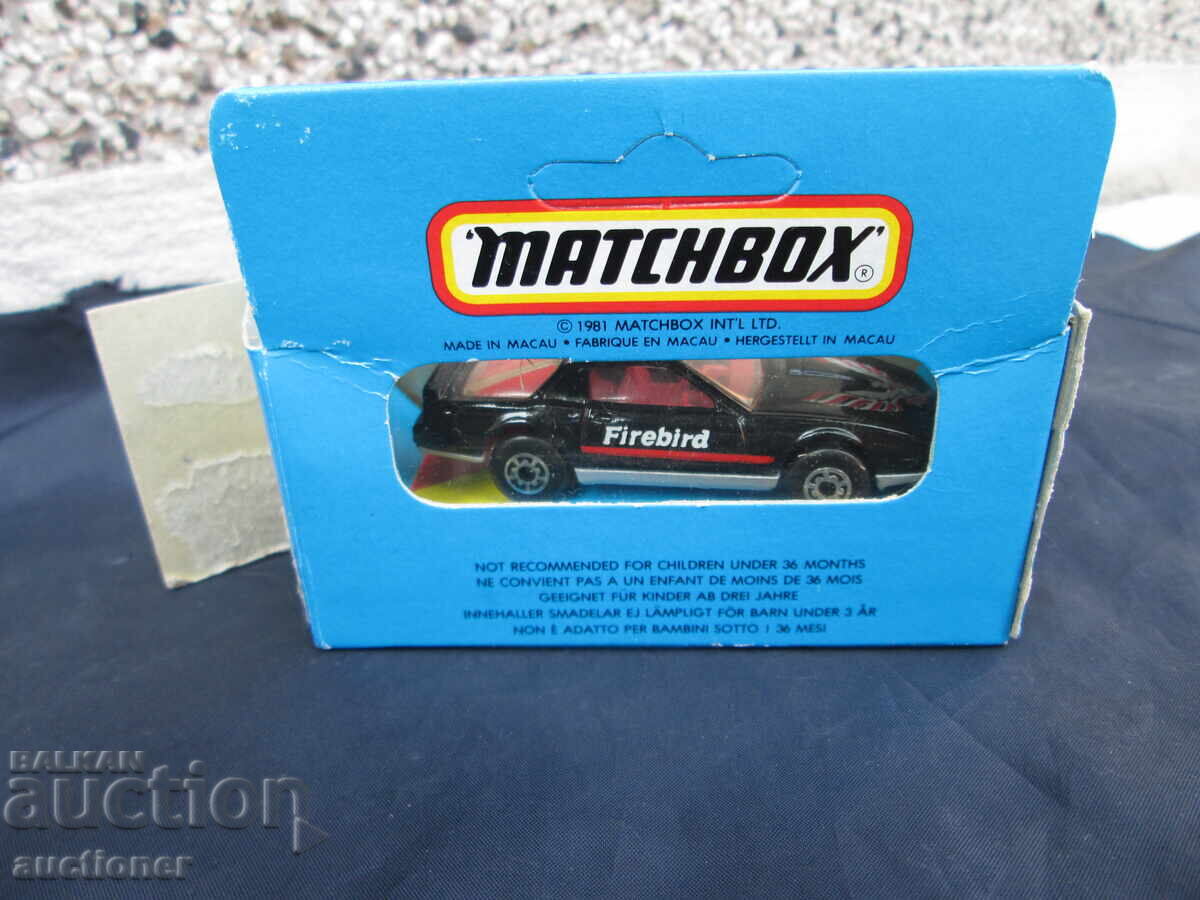 'MATCHBOX'®
© 1981 MATCHBOX INT'L LTD.
MADE IN MACAU • FABRIQUE EN MACAU • HERGESTELLT IN MACAU
Firebird
NOT RECOMMENDED FOR CHILDREN UNDER 36 MONTHS
NE CONVIENT PAS A UN ENFANT DE MOINS DE 36 MOIS
GEEIGNET FÜR KINDER AB DREI JAHRE
INNEHALLER SMADELAR EJ LÄMPLIGT FÖR BARN UNDER 3 ÅR
NON È ADATTO PER BAMBINI SOTTO I 36 MESI
BALKAN
auction
auctioner